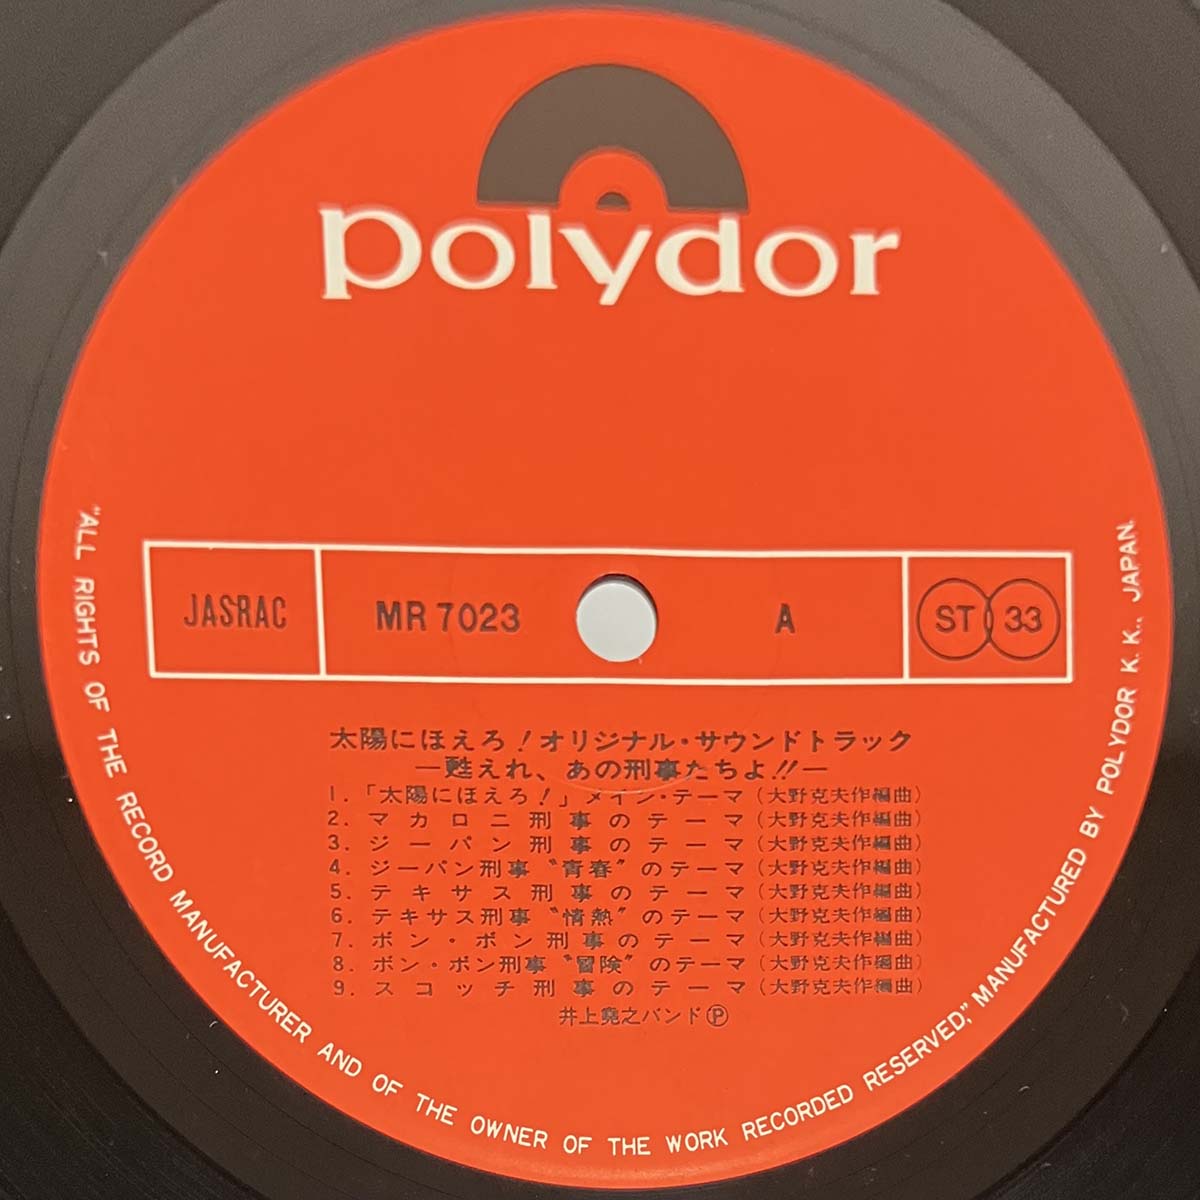 polydor
JASRAC
MR 7023
A
ST 33
太陽にほえろ!オリジナル・サウンドトラック
—甦えれ、あの刑事たちよ!!—
1.「太陽にほえろ!」メイン・テーマ(大野克夫作編曲)
2.マカロニ刑事のテーマ(大野克夫作編曲)
3.ジーパン刑事のテーマ(大野克夫作編曲)
4.ジーパン刑事〝青春〟のテーマ(大野克夫作編曲)
5.テキサス刑事のテーマ(大野克夫作編曲)
6.テキサス刑事〝情熱〟のテーマ(大野克夫作編曲)
7.ボン・ボン刑事のテーマ(大野克夫作編曲)
8.ボン・ボン刑事〝冒険〟のテーマ(大野克夫作編曲)
9.スコッチ刑事のテーマ(大野克夫作編曲)
井上堯之バンドⓅ
"ALL RIGHTS OF THE RECORD MANUFACTURER AND OF THE OWNER OF THE WORK RECORDED RESERVED," MANUFACTURED BY POLYDOR K. K., JAPAN.